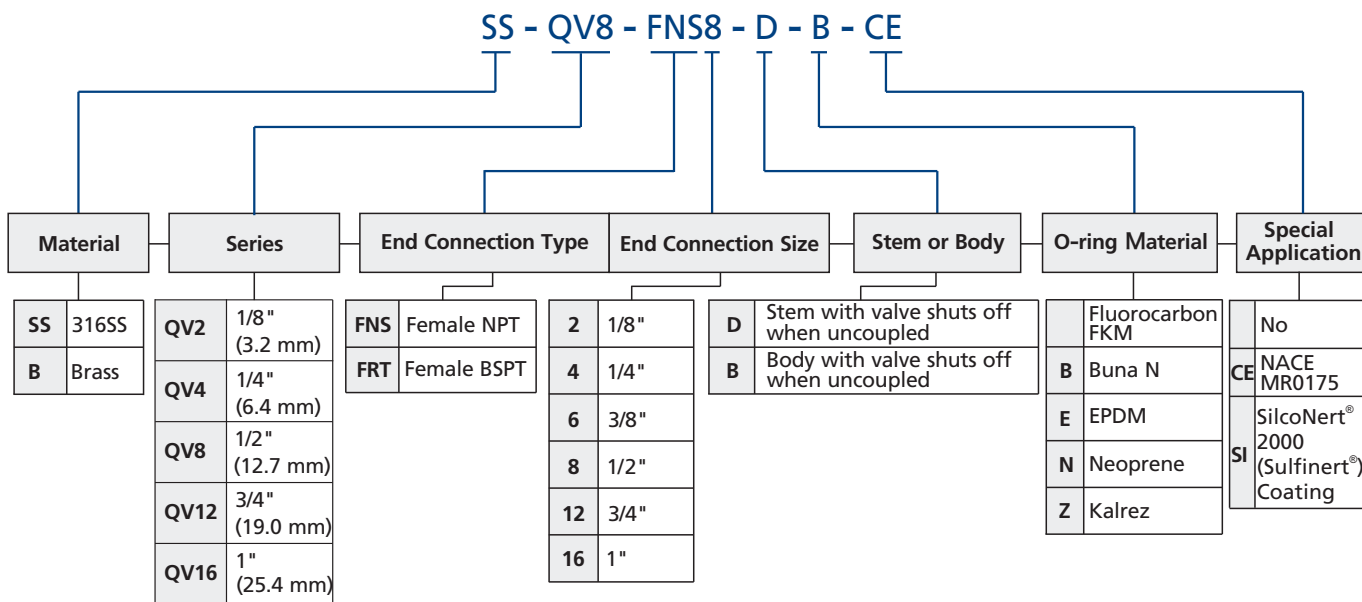 SS - QV8 - FNS8 - D - B - CE
Material
Series
End Connection Type
End Connection Size
Stem or Body
O-ring Material
Special
Application
SS 316SS
B Brass
QV2 1/8"
(3.2 mm)
QV4 1/4"
(6.4 mm)
QV8 1/2"
(12.7 mm)
QV12 3/4"
(19.0 mm)
QV16 1"
(25.4 mm)
FNS Female NPT
FRT Female BSPT
2 1/8"
4 1/4"
6 3/8"
8 1/2"
12 3/4"
16 1"
D Stem with valve shuts off
when uncoupled
B Body with valve shuts off
when uncoupled
Fluorocarbon
FKM
B Buna N
E EPDM
N Neoprene
Z Kalrez
No
CE NACE
MR0175
SI SilcoNert®
2000
(Sulfinert®)
Coating